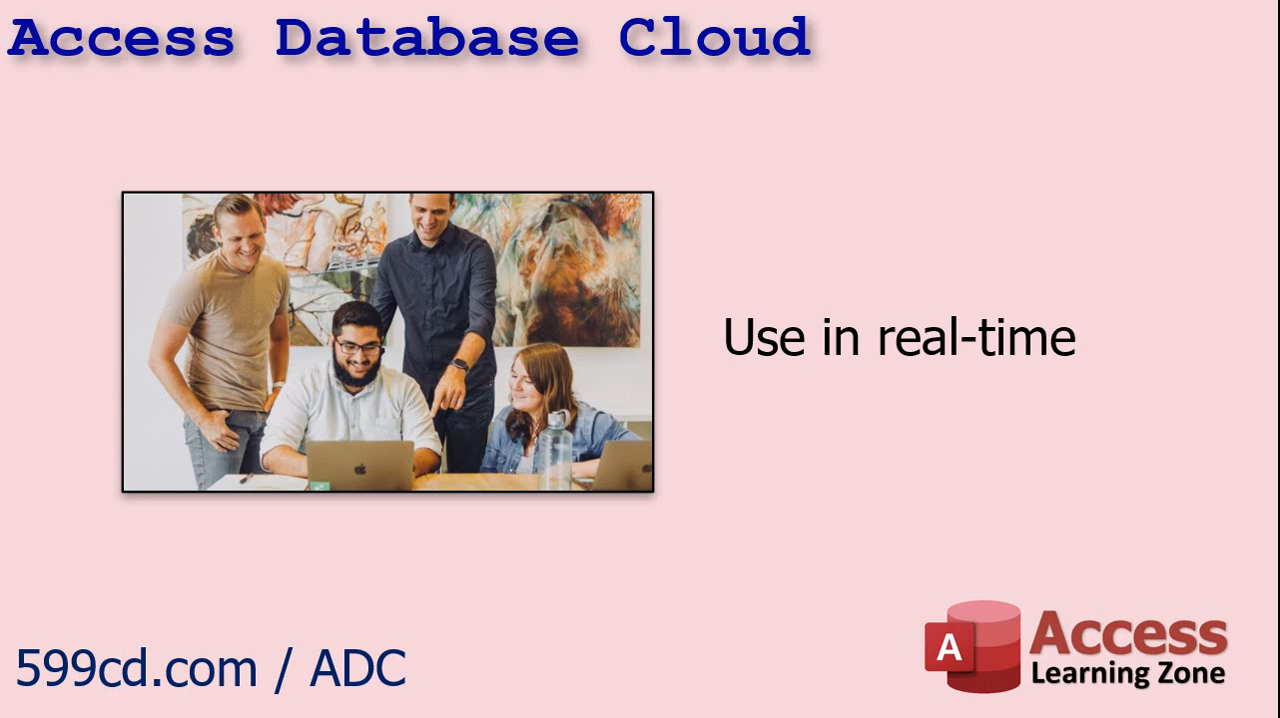 Access Database Cloud
Use in real-time
599cd.com / ADC
A
Access
Learning Zone